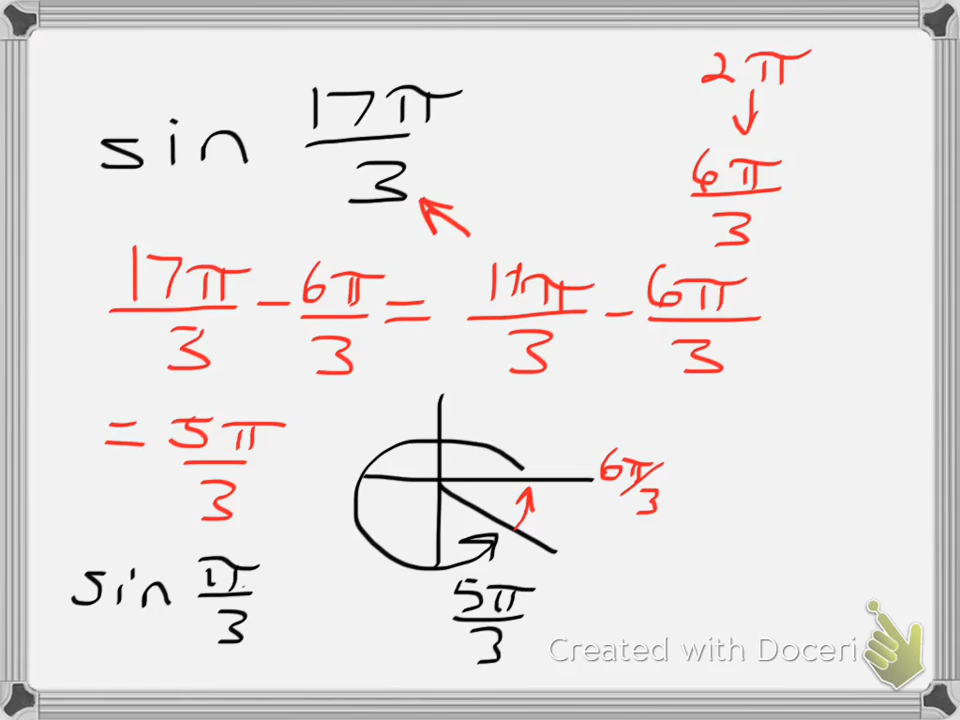 sin 17π/3
2π
↓
6π/3
17π/3 - 6π/3 = 11π/3 - 6π/3
= 5π/3
6π/3
5π/3
sin π/3
Created with Doceri